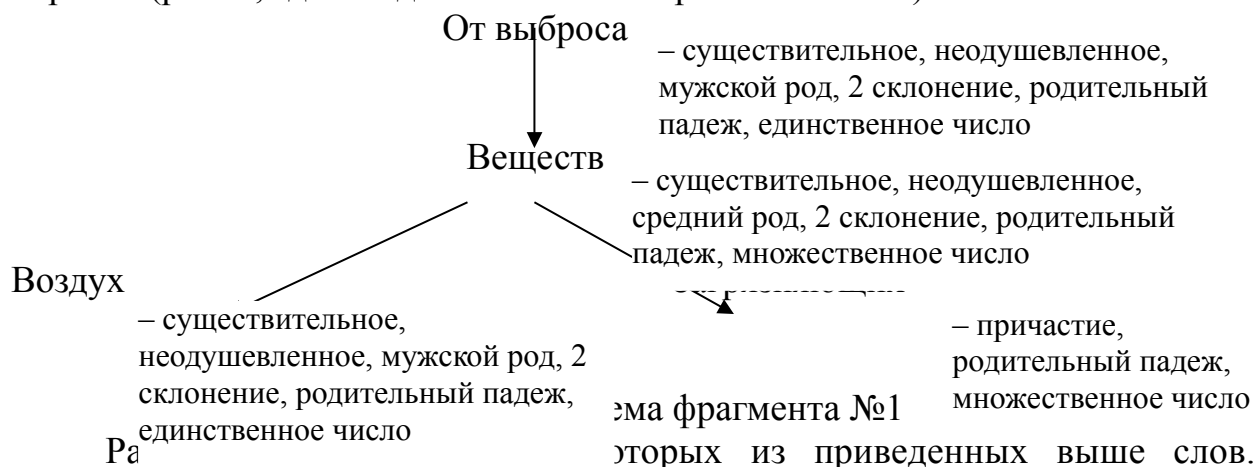 От выброса
– существительное, неодушевленное,
мужской род, 2 склонение, родительный
падеж, единственное число
Веществ
– существительное, неодушевленное,
средний род, 2 склонение, родительный
падеж, множественное число
Воздух
– существительное,
неодушевленное, мужской род, 2
склонение, родительный падеж,
единственное число
– причастие,
родительный падеж,
множественное число
ема фрагмента №1
Ра
оторых из приведенных выше слов.